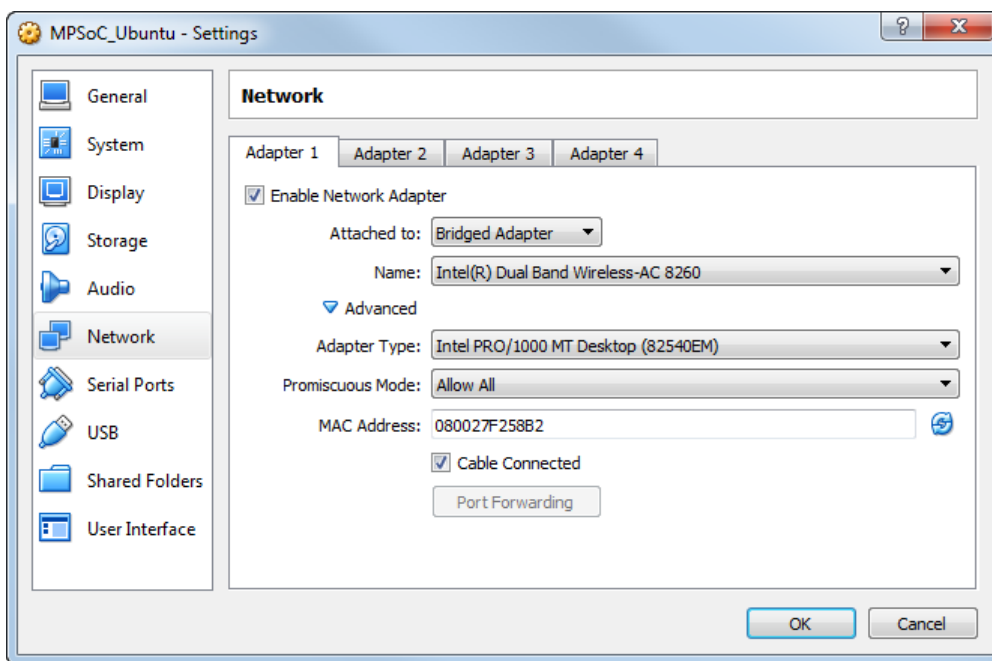 MPSoC_Ubuntu - Settings
General
System
Display
Storage
Audio
Network
Serial Ports
USB
Shared Folders
User Interface
Network
Adapter 1 Adapter 2 Adapter 3 Adapter 4
Enable Network Adapter
Attached to: Bridged Adapter
Name: Intel(R) Dual Band Wireless-AC 8260
Advanced
Adapter Type: Intel PRO/1000 MT Desktop (82540EM)
Promiscuous Mode: Allow All
MAC Address: 080027F258B2
Cable Connected
Port Forwarding
OK Cancel